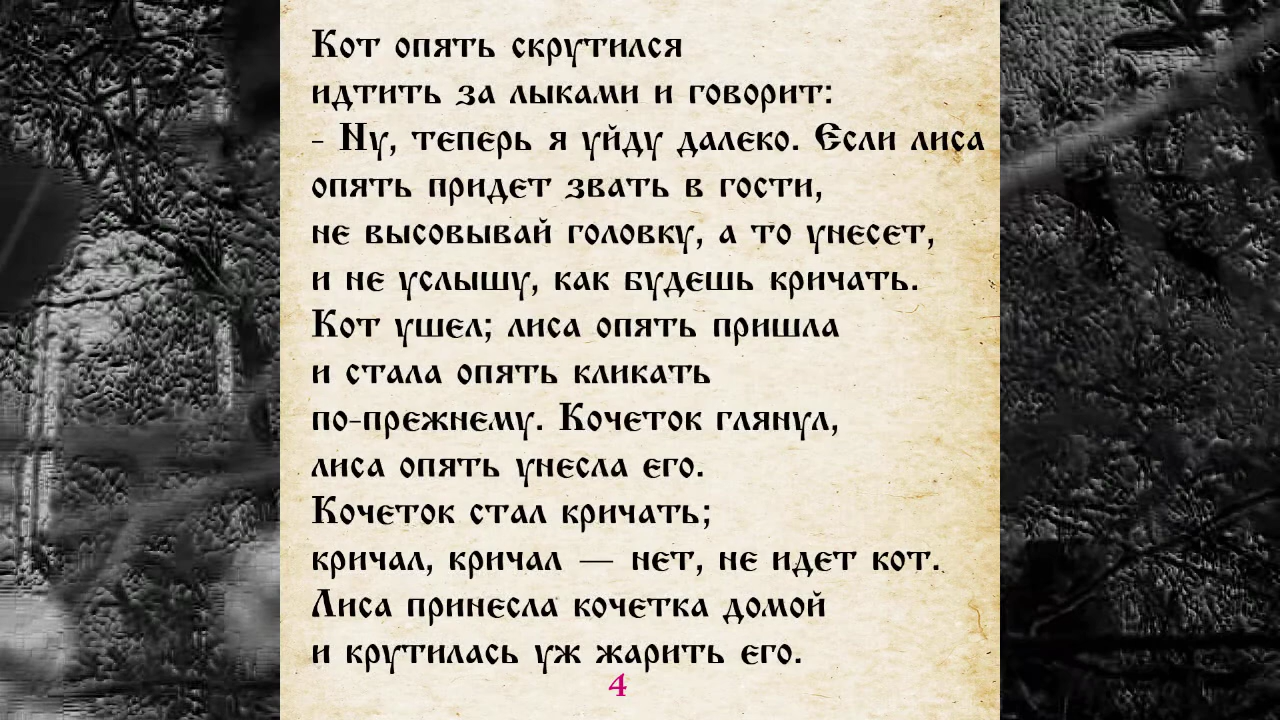 Кот опять скрутился
идтить за лыками и говорит:
- Ну, теперь я уйду далеко. Если лиса
опять придет звать в гости,
не высовывай головку, а то унесет,
и не услышу, как будешь кричать.
Кот ушел; лиса опять пришла
и стала опять кликать
по-прежнему. Кочеток глянул,
лиса опять унесла его.
Кочеток стал кричать;
кричал, кричал — нет, не идет кот.
Лиса принесла кочетка домой
и крутилась уж жарить его.
4